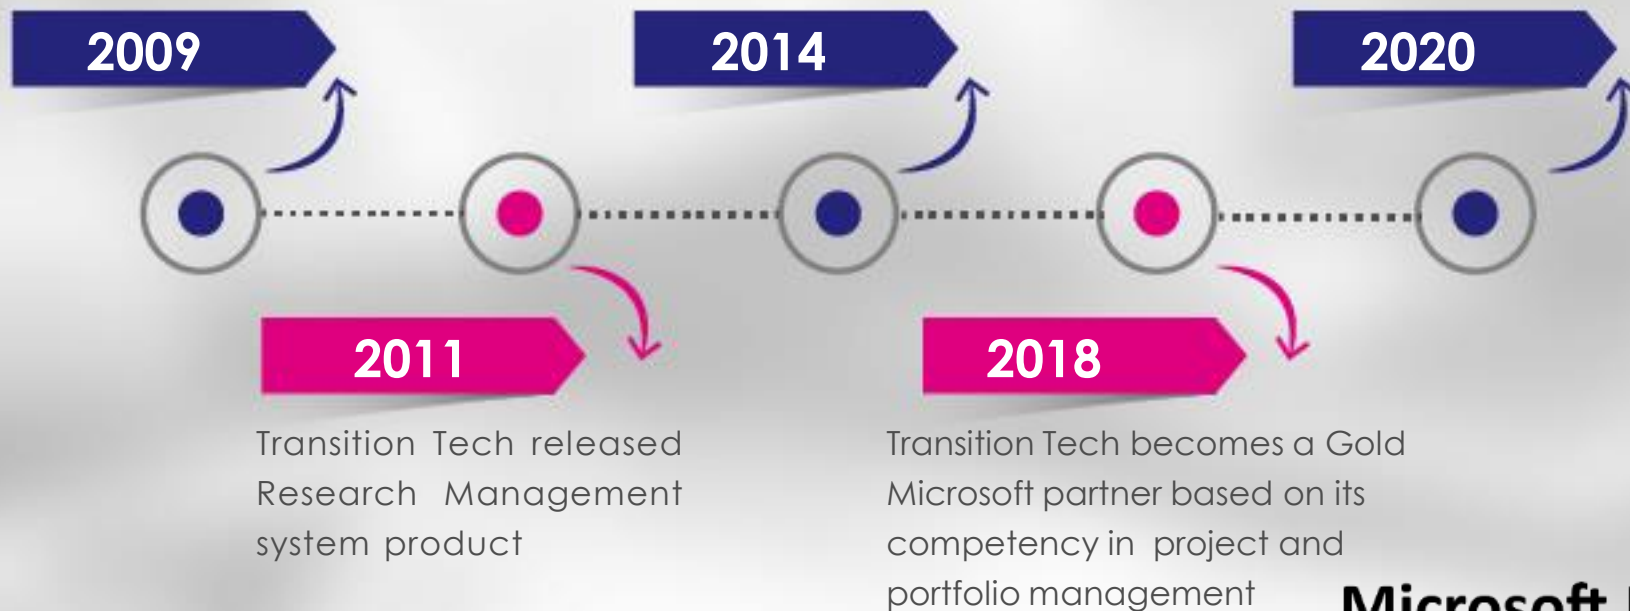 2009
2014
2020
2011
2018
Transition Tech released
Research Management
system product
Transition Tech becomes a Gold
Microsoft partner based on its
competency in project and
portfolio management
Microsoft